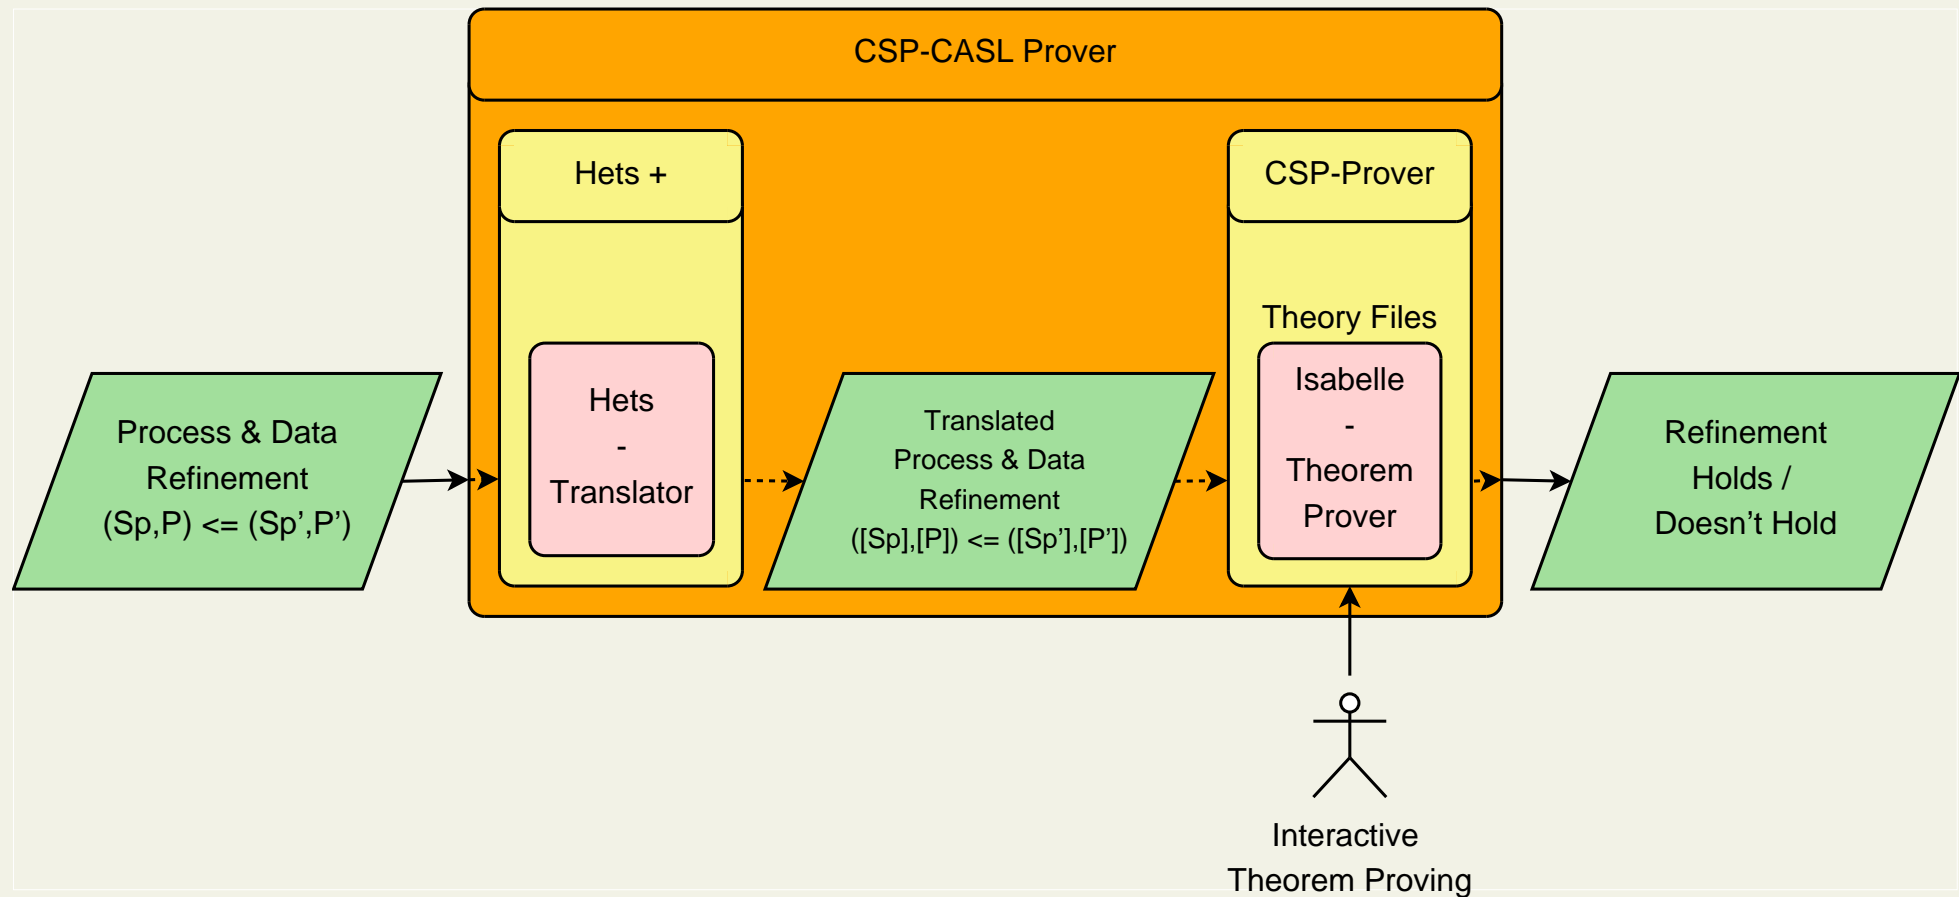 CSP-CASL Prover
Hets +
CSP-Prover
Theory Files
Process & Data
Refinement
(Sp,P) <= (Sp’,P’)
Hets
-
Translator
Translated
Process & Data
Refinement
([Sp],[P]) <= ([Sp’],[P’])
Isabelle
-
Theorem
Prover
Refinement
Holds /
Doesn’t Hold
Interactive
Theorem Proving